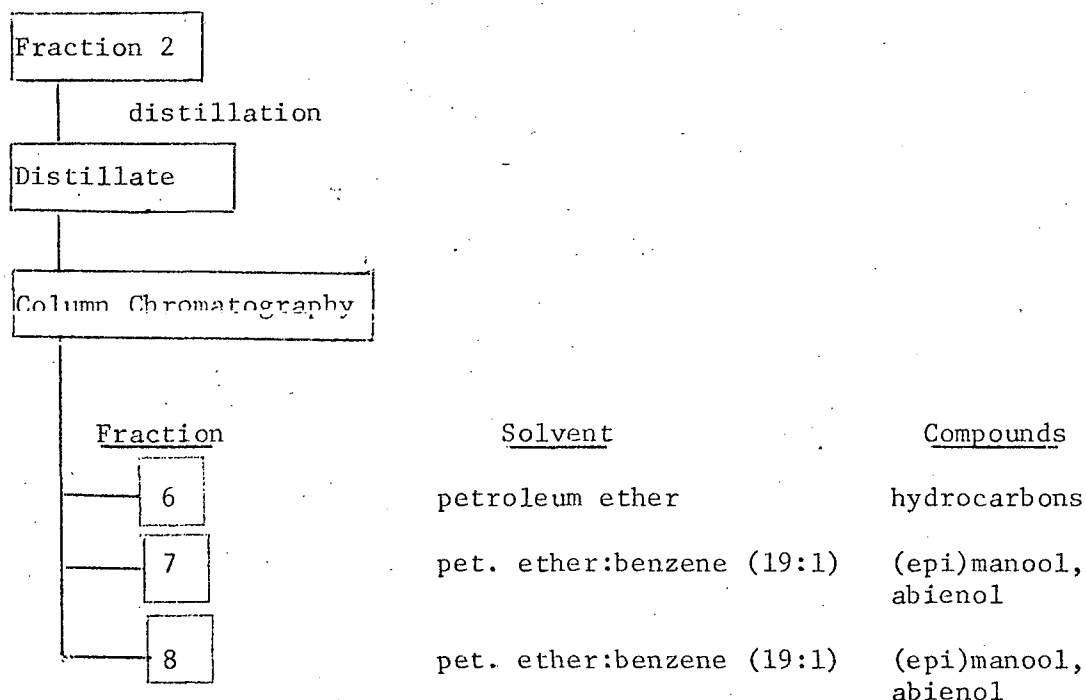 Fraction 2
distillation
Distillate
Column Chromatography
Fraction Solvent Compounds
6 petroleum ether hydrocarbons
7 pet. ether:benzene (19:1) (epi)manool,
abienol
8 pet. ether:benzene (19:1) (epi)manool,
abienol